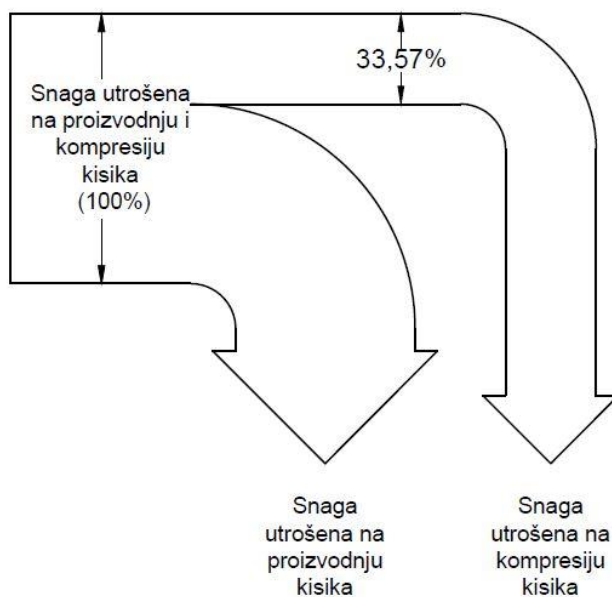 33,57%
Snaga utrošena
na proizvodnju i
kompresiju
kisika
(100%)
Snaga
utrošena na
proizvodnju
kisika
Snaga
utrošena na
kompresiju
kisika